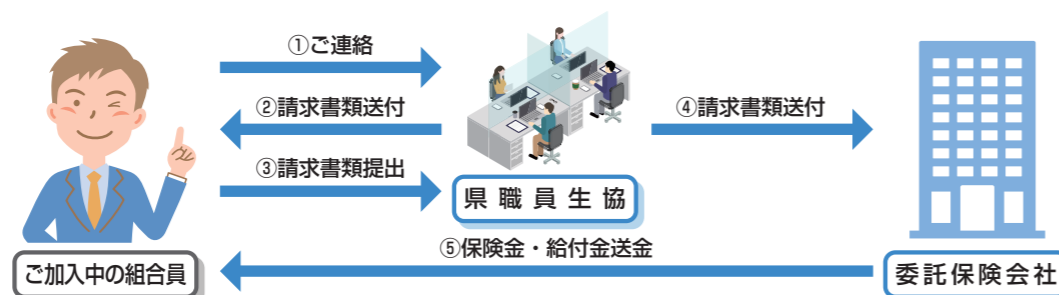 ①ご連絡
②請求書類送付
④請求書類送付
③請求書類提出
県職員生協
⑤保険金・給付金送金
ご加入中の組合員
委託保険会社